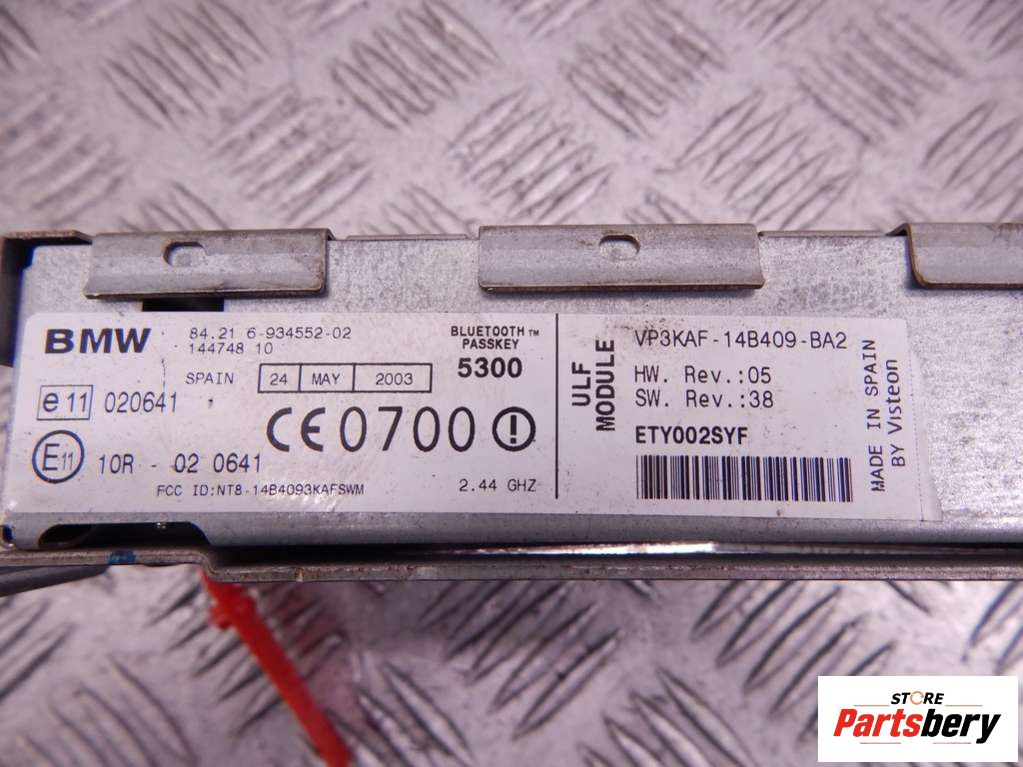 BMW
84.21 6-934552-02
144748 10
BLUETOOTH TM
PASSKEY
5300
SPAIN 24 MAY 2003
e11 020641
CE0700
E11 10R - 02 0641
FCC ID:NT8-14B4093KAFSWM
2.44 GHZ
ULF
MODULE
VP3KAF-14B409-BA2
HW. Rev.:05
SW. Rev.:38
ETY002SYF
MADE IN SPAIN
BY Visteon
STORE
Partsbery